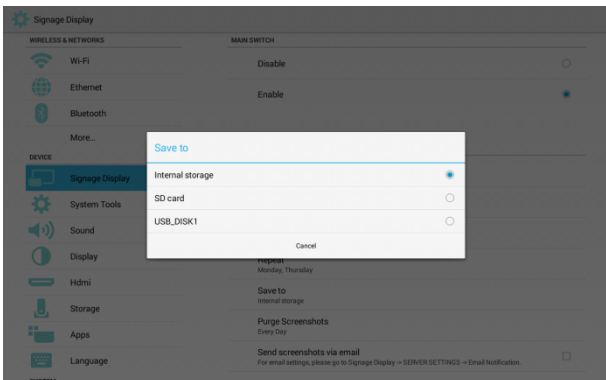 Signage Display
WIRELESS & NETWORKS
Wi-Fi
Ethernet
Bluetooth
More...
DEVICE
Signage Display
System Tools
Sound
Display
Hdmi
Storage
Apps
Language
MAIN SWITCH
Disable
Enable
Save to
Internal storage
SD card
USB_DISK1
Cancel
Repeat
Monday, Thursday
Save to
Internal storage
Purge Screenshots
Every Day
Send screenshots via email
For email settings, please go to Signage Display-> SERVER SETTINGS-> Email Notification.